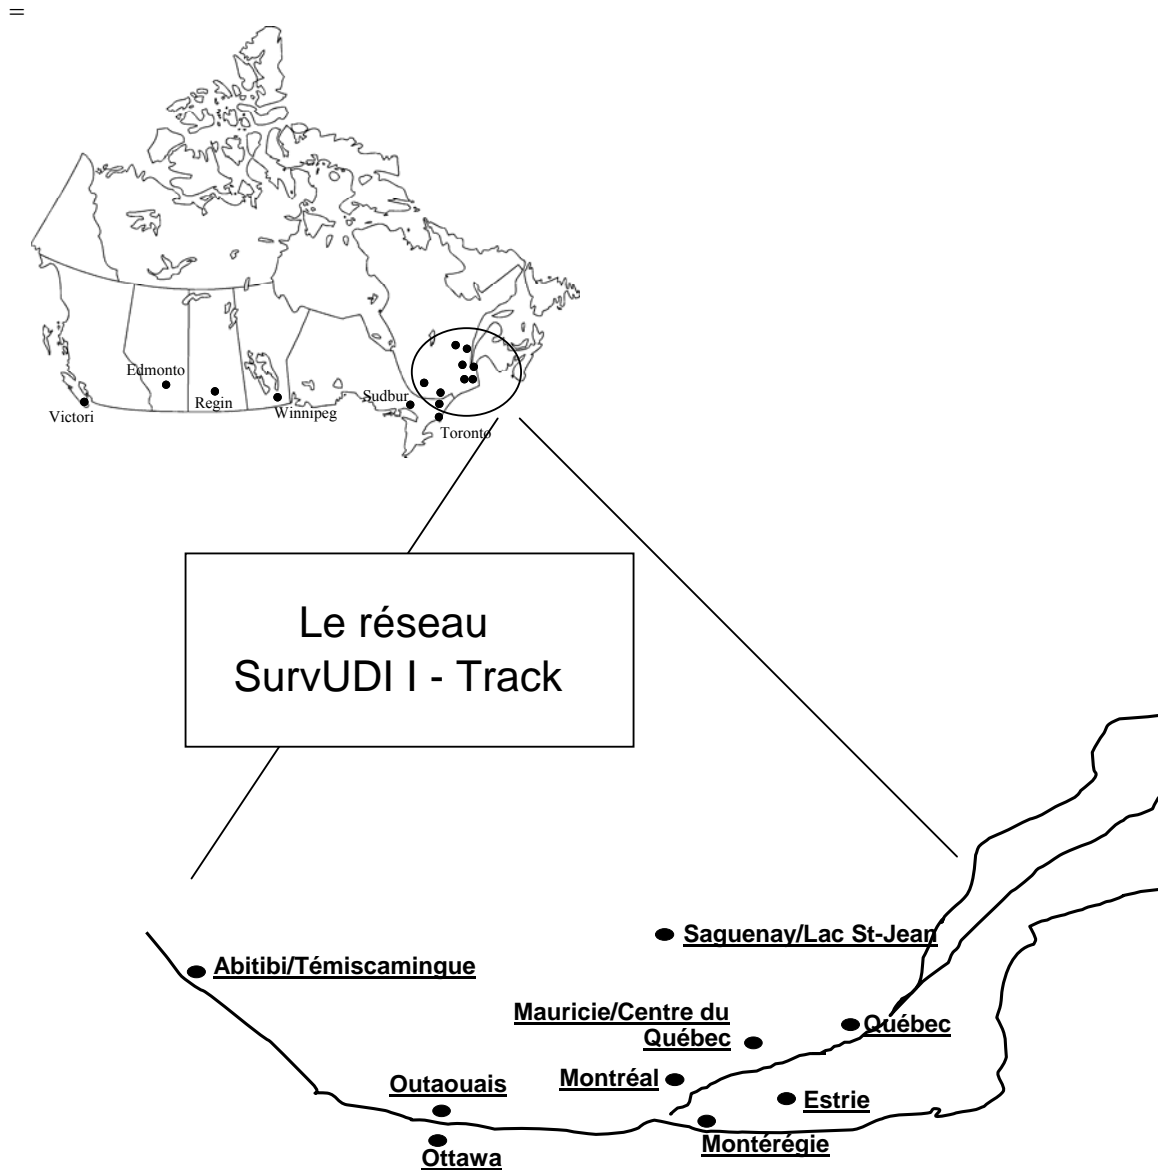 =
Edmonto
Regin
Victori
Winnipeg
Sudbur
Toronto
Le réseau
SurvUDI I - Track
Saguenay/Lac St-Jean
Abitibi/Témiscamingue
Mauricie/Centre du
Québec
Québec
Montréal
Outaouais
Estrie
Montérégie
Ottawa